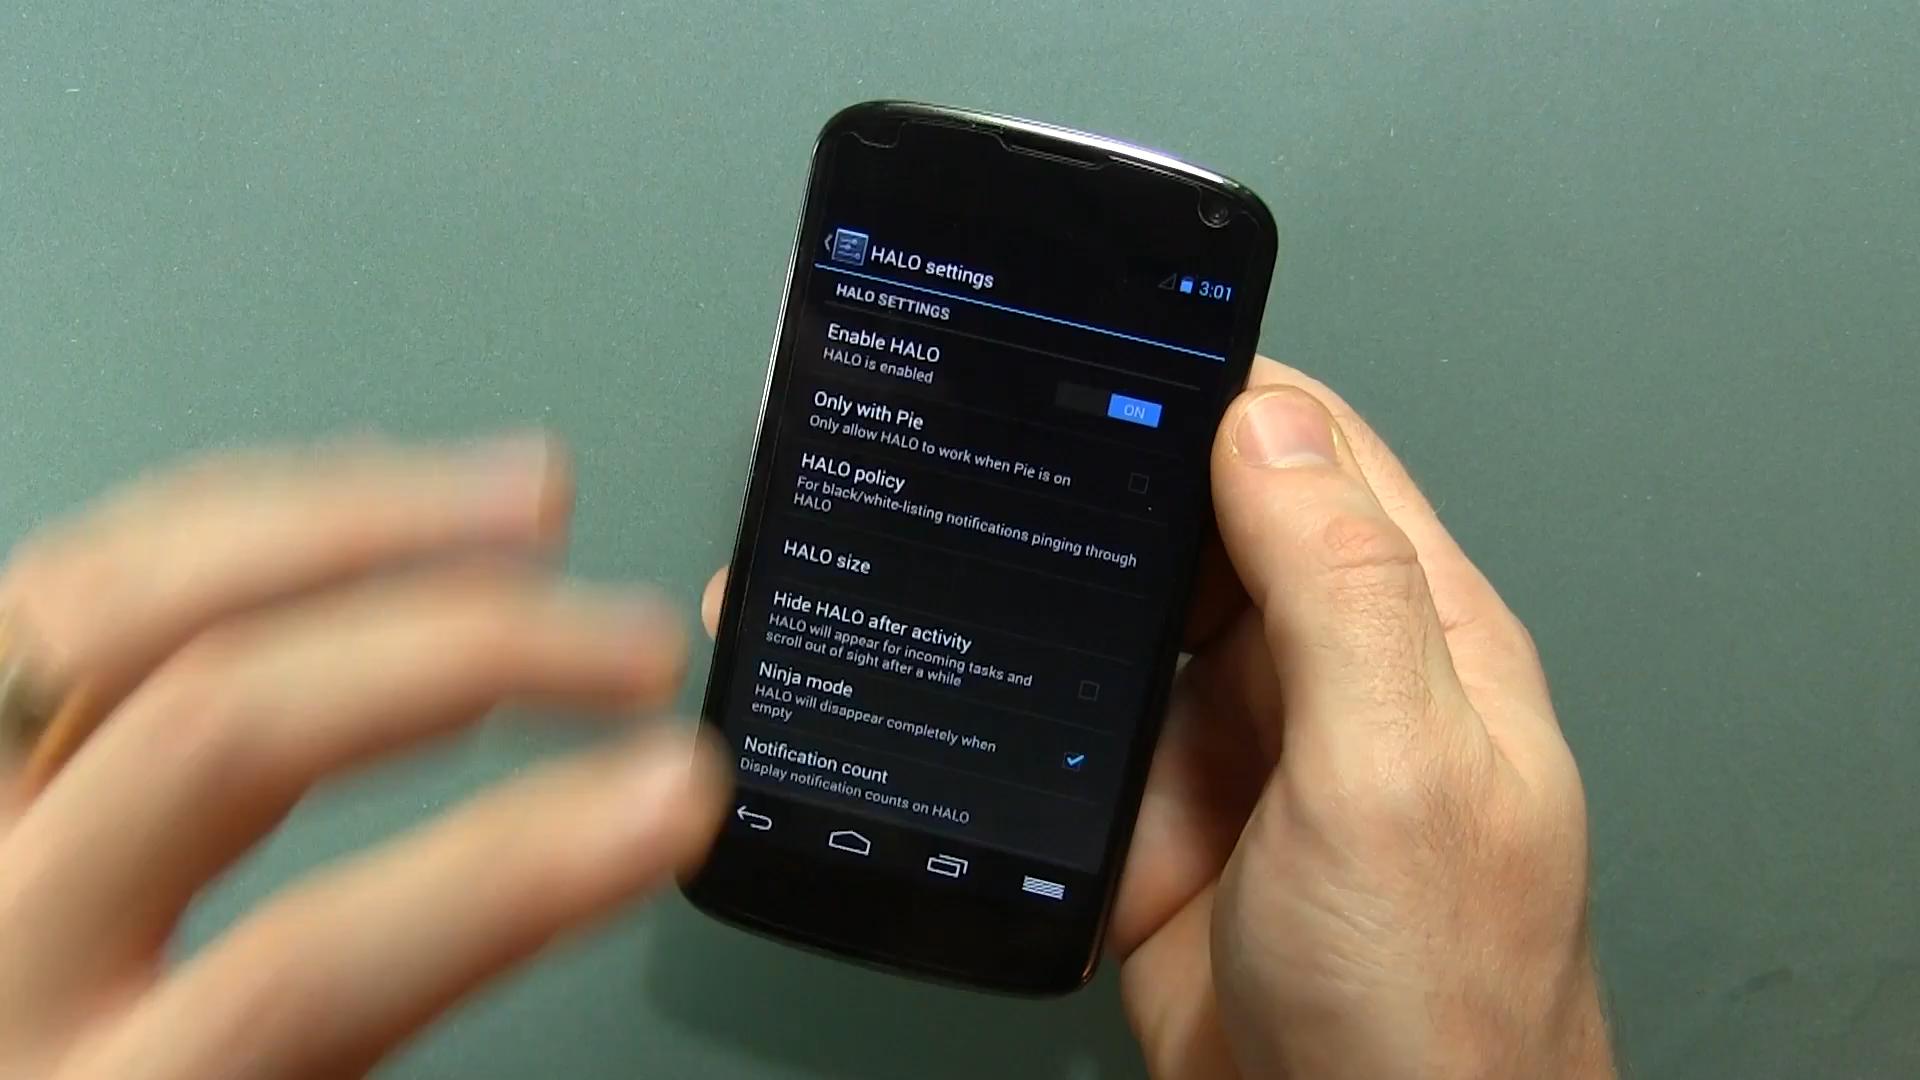 HALO settings
3:01
HALO SETTINGS
Enable HALO
HALO is enabled
ON
Only with Pie
Only allow HALO to work when Pie is on
HALO policy
For black/white-listing notifications pinging through
HALO
HALO size
Hide HALO after activity
HALO will appear for incoming tasks and
scroll out of sight after a while
Ninja mode
HALO will disappear completely when
empty
Notification count
Display notification counts on HALO